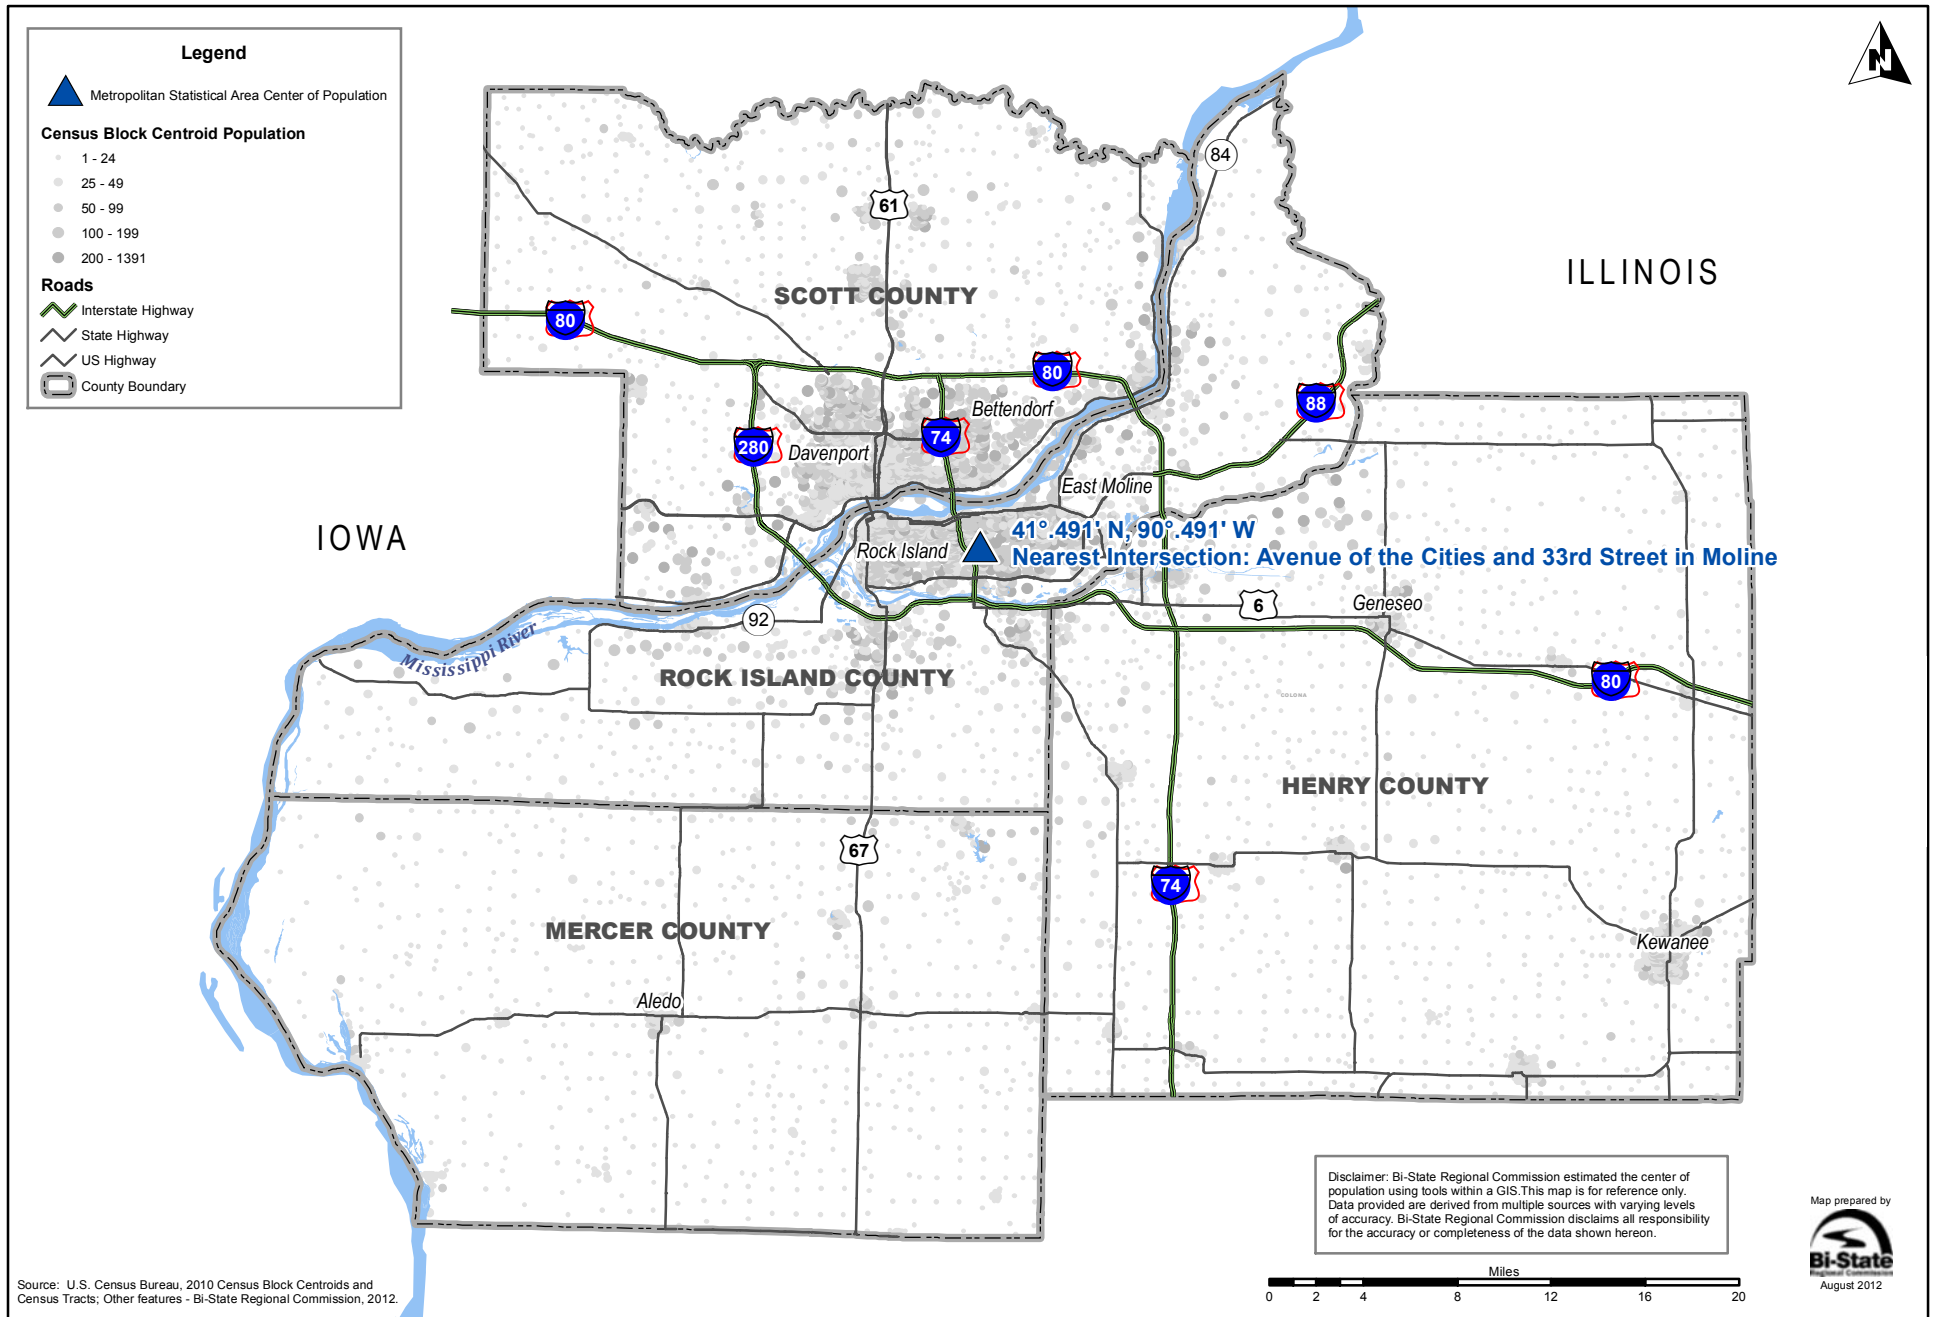 Legend
Metropolitan Statistical Area Center of Population
Census Block Centroid Population
1 - 24
25 - 49
50 - 99
100 - 199
200 - 1391
Roads
Interstate Highway
State Highway
US Highway
County Boundary
N
84
61
ILLINOIS
SCOTT COUNTY
80
80
88
Bettendorf
74
280
Davenport
East Moline
IOWA
41°.491' N, 90°.491' W
Rock Island
Nearest Intersection: Avenue of the Cities and 33rd Street in Moline
6
Geneseo
92
Mississippi River
ROCK ISLAND COUNTY
80
COLONA
HENRY COUNTY
67
74
MERCER COUNTY
Kewanee
Aledo
Disclaimer: Bi-State Regional Commission estimated the center of
population using tools within a GIS.This map is for reference only.
Data provided are derived from multiple sources with varying levels
of accuracy. Bi-State Regional Commission disclaims all responsibility
for the accuracy or completeness of the data shown hereon.
Map prepared by
Bi-State
Regional Commission
August 2012
Miles
0 2 4 8 12 16 20
Source: U.S. Census Bureau, 2010 Census Block Centroids and
Census Tracts; Other features - Bi-State Regional Commission, 2012.